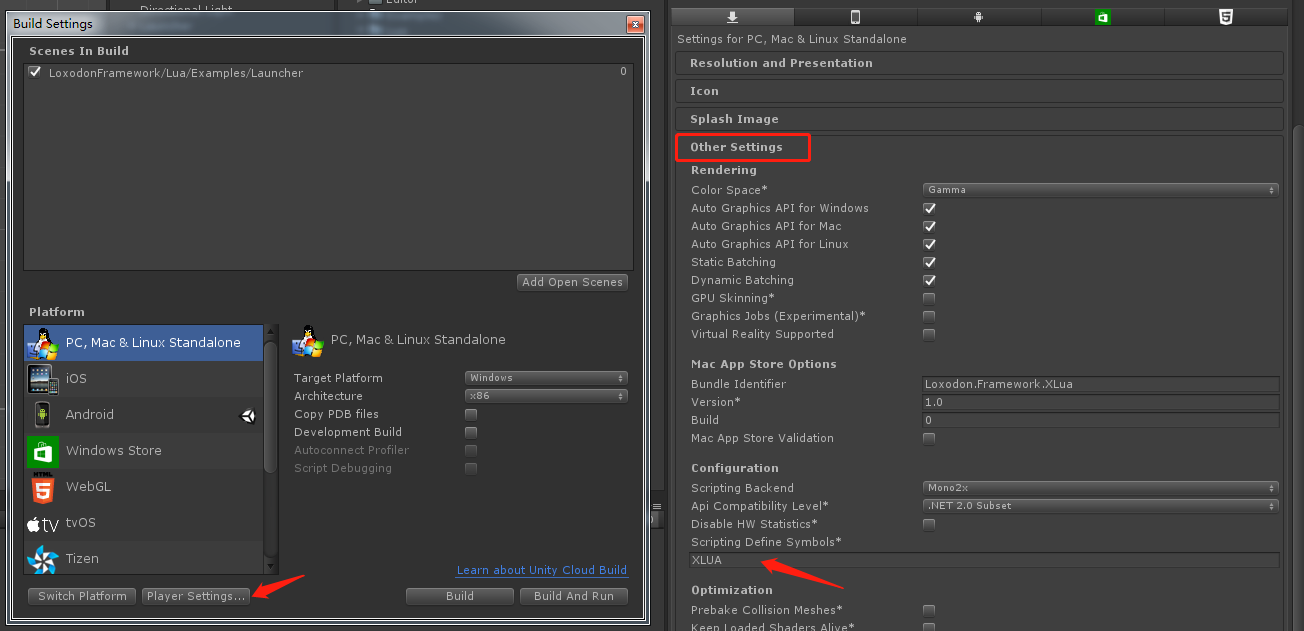 Directional Light
Editor
Build Settings
Scenes In Build
LoxodonFramework/Lua/Examples/Launcher 0
Add Open Scenes
Platform
PC, Mac & Linux Standalone
iOS
Android
Windows Store
HTML
5
WebGL
tv
tvOS
Tizen
PC, Mac & Linux Standalone
Target Platform Windows
Architecture x86
Copy PDB files
Development Build
Autoconnect Profiler
Script Debugging
Learn about Unity Cloud Build
Switch Platform
Player Settings...
Build
Build And Run
5
Settings for PC, Mac & Linux Standalone
Resolution and Presentation
Icon
Splash Image
Other Settings
Rendering
Color Space* Gamma
Auto Graphics API for Windows
Auto Graphics API for Mac
Auto Graphics API for Linux
Static Batching
Dynamic Batching
GPU Skinning*
Graphics Jobs (Experimental)*
Virtual Reality Supported
Mac App Store Options
Bundle Identifier Loxodon.Framework.XLua
Version* 1.0
Build 0
Mac App Store Validation
Configuration
Scripting Backend Mono2x
Api Compatibility Level* .NET 2.0 Subset
Disable HW Statistics*
Scripting Define Symbols*
XLUA
Optimization
Prebake Collision Meshes*
Keep Loaded Shaders Alive*